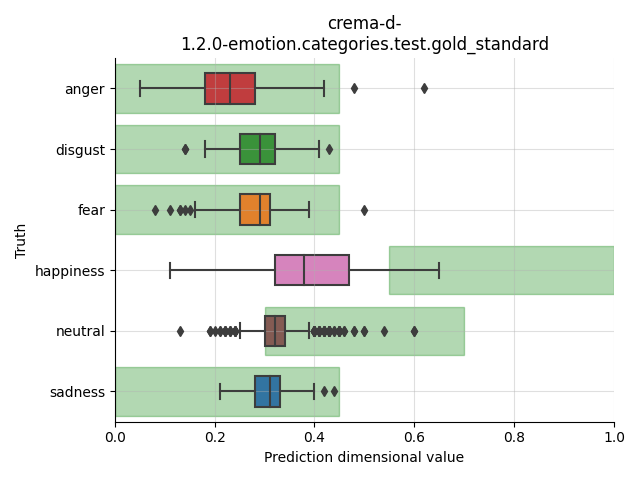 crema-d-
1.2.0-emotion.categories.test.gold_standard
anger
disgust
fear
happiness
neutral
sadness
Truth
0.0 0.2 0.4 0.6 0.8 1.0
Prediction dimensional value